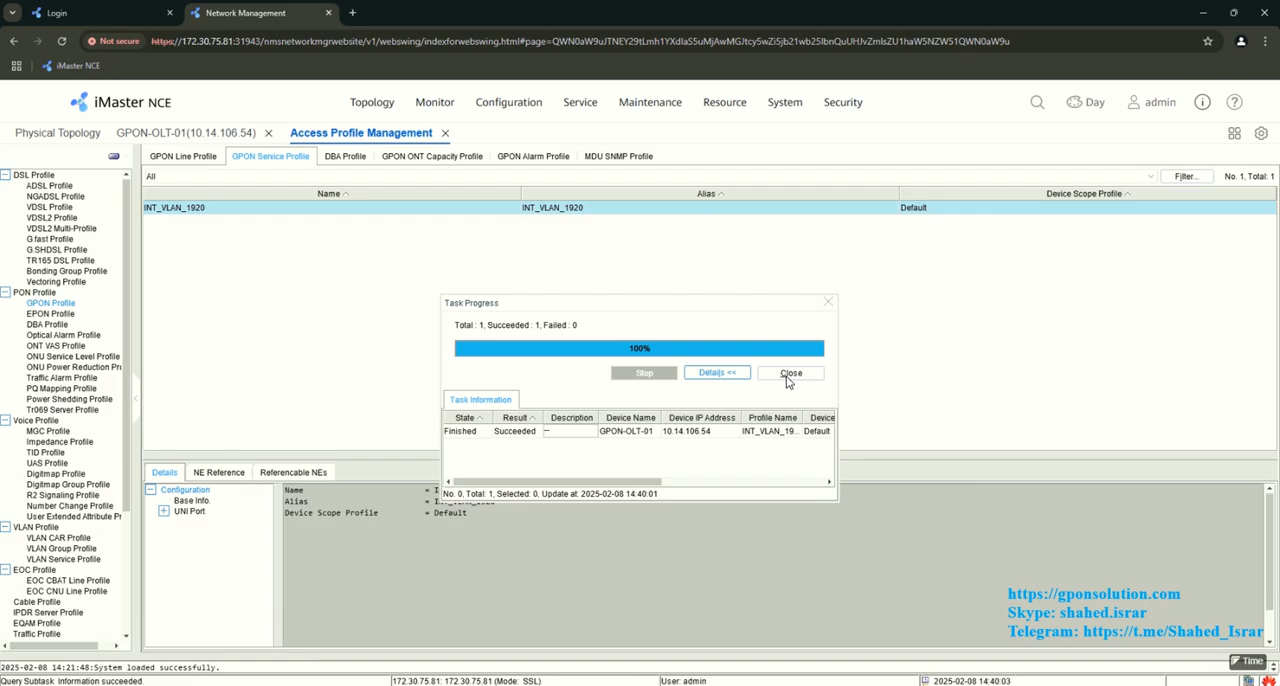 Login
Network Management
Not secure https://172.30.75.81:31943/nmsnetworkmgrwebsite/v1/webswing/indexforwebswing.html#page=
iMaster NCE
iMaster NCE
Topology Monitor Configuration Service Maintenance Resource System Security
Day admin
Physical Topology GPON-OLT-01(10.14.106.54) Access Profile Management
GPON Line Profile GPON Service Profile DBA Profile GPON ONT Capacity Profile GPON Alarm Profile MDU SNMP Profile
All Filter... No. 1, Total: 1
Name Alias Device Scope Profile
INT_VLAN_1920 INT_VLAN_1920 Default
DSL Profile
ADSL Profile
NGADSL Profile
VDSL Profile
VDSL2 Profile
VDSL2 Multi-Profile
G.fast Profile
G.SHDSL Profile
TR165 DSL Profile
Bonding Group Profile
Vectoring Profile
PON Profile
GPON Profile
EPON Profile
DBA Profile
Optical Alarm Profile
ONT VAS Profile
ONU Service Level Profile
ONU Power Reduction Pr
Traffic Alarm Profile
PQ Mapping Profile
Power Shedding Profile
Tr069 Server Profile
Voice Profile
MGC Profile
Impedance Profile
TID Profile
UAS Profile
Digitmap Profile
Digitmap Group Profile
R2 Signaling Profile
Number Change Profile
User Extended Attribute Pr
VLAN Profile
VLAN CAR Profile
VLAN Group Profile
VLAN Service Profile
EOC Profile
EOC CBAT Line Profile
EOC CNU Line Profile
Cable Profile
IPDR Server Profile
EQAM Profile
Traffic Profile
Task Progress
Total : 1, Succeeded : 1, Failed : 0
100%
Stop Details << Close
Task Information
State Result Description Device Name Device IP Address Profile Name Device
Finished Succeeded -- GPON-OLT-01 10.14.106.54 INT_VLAN_19... Default
No. 0, Total: 1, Selected: 0, Update at: 2025-02-08 14:40:01
Details NE Reference Referencable NEs
Configuration
Base Info.
UNI Port
Name = I
Alias =
Device Scope Profile = Default
https://gponsolution.com
Skype: shahed.israr
Telegram: https://t.me/Shahed_Israr
Time
2025-02-08 14:21:48:System loaded successfully.
Query Subtask Information succeeded. 172.30.75.81: 172.30.75.81 (Mode: SSL) User: admin 2025-02-08 14:40:03